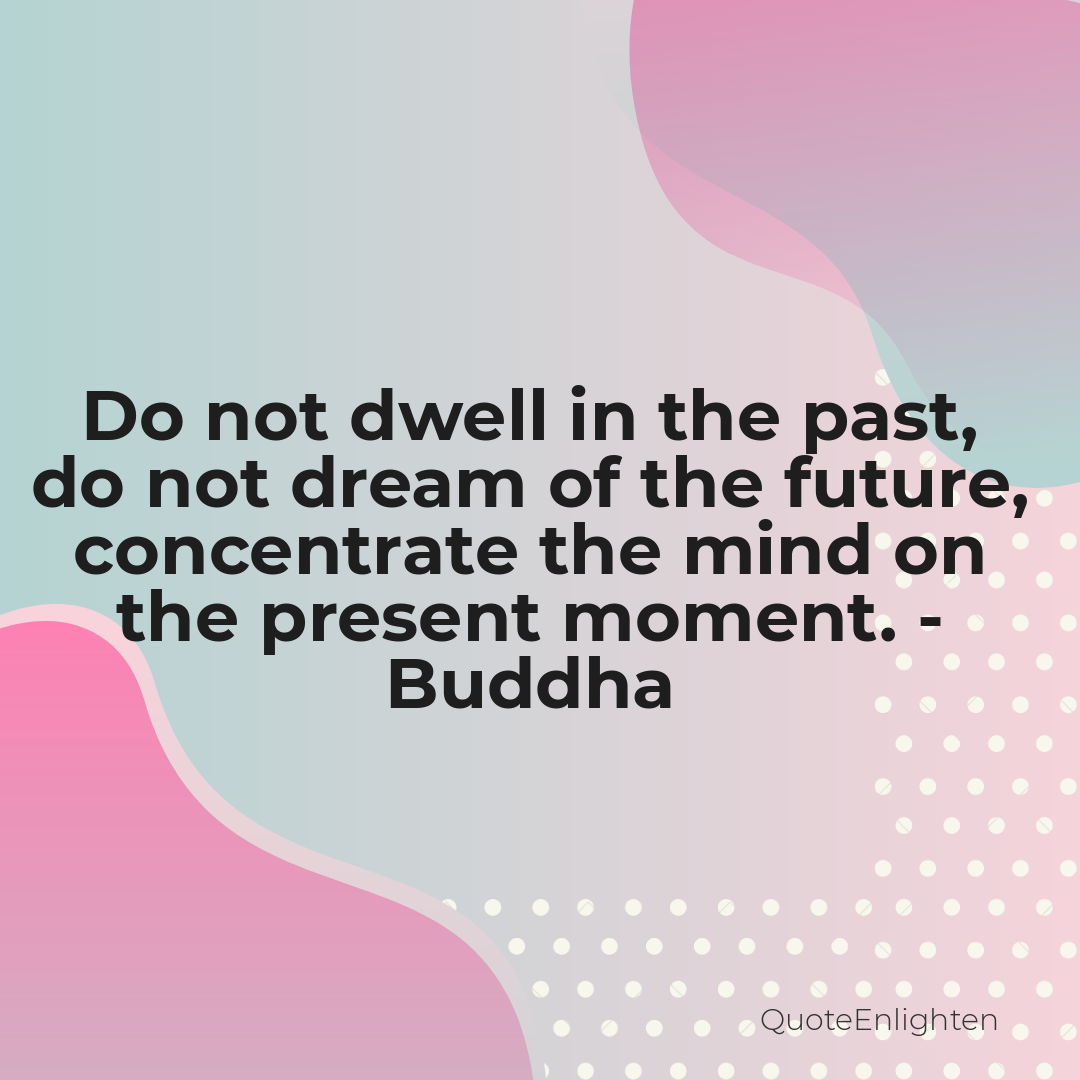 Do not dwell in the past,
do not dream of the future,
concentrate the mind on
the present moment. -
Buddha
QuoteEnlighten